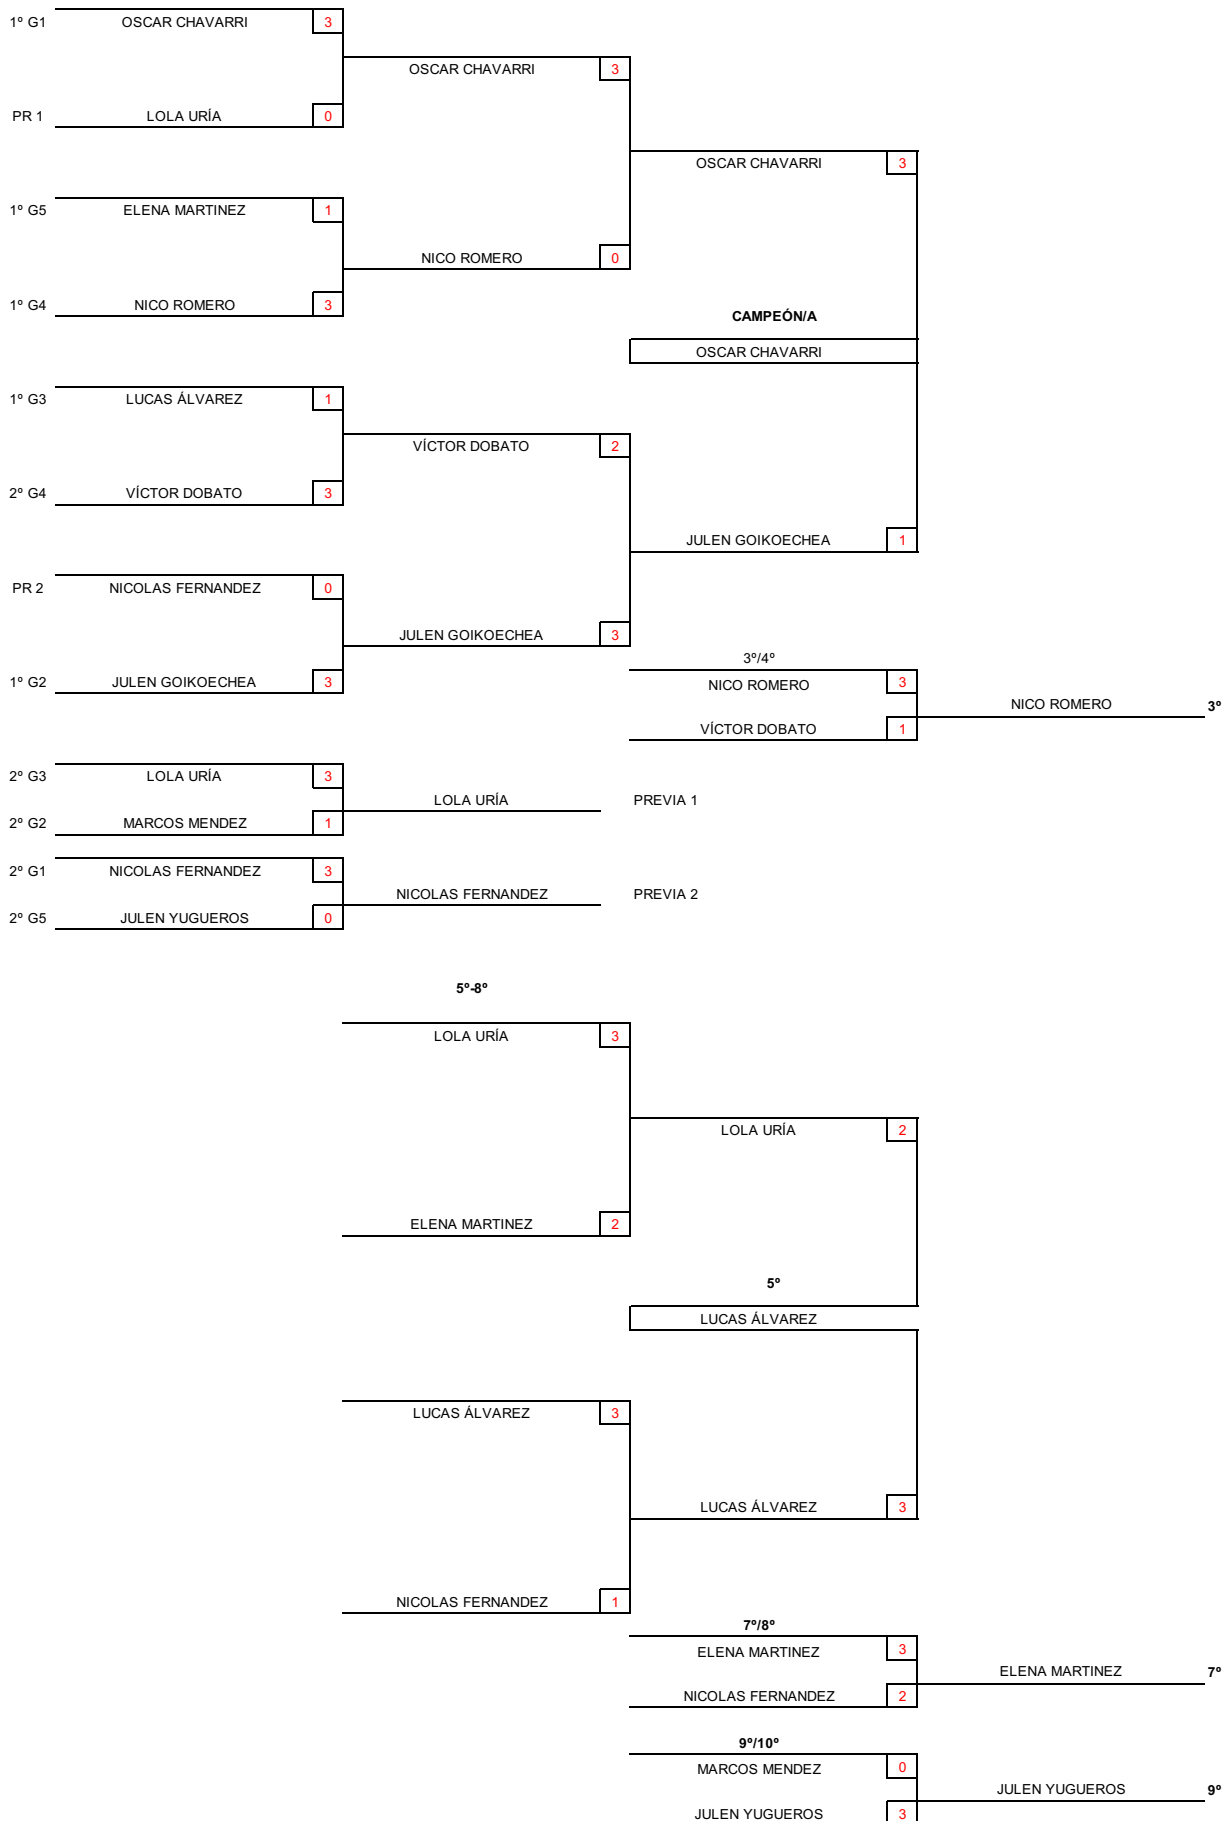 1º G1 OSCAR CHAVARRI 3
OSCAR CHAVARRI 3
PR 1 LOLA URÍA 0
OSCAR CHAVARRI 3
1º G5 ELENA MARTINEZ 1
NICO ROMERO 0
1º G4 NICO ROMERO 3
CAMPEÓN/A
OSCAR CHAVARRI
1º G3 LUCAS ÁLVAREZ 1
VÍCTOR DOBATO 2
2º G4 VÍCTOR DOBATO 3
JULEN GOIKOECHEA 1
PR 2 NICOLAS FERNANDEZ 0
JULEN GOIKOECHEA 3
3º/4º
1º G2 JULEN GOIKOECHEA 3 NICO ROMERO 3
NICO ROMERO 3º
VÍCTOR DOBATO 1
2º G3 LOLA URÍA 3
LOLA URÍA PREVIA 1
2º G2 MARCOS MENDEZ 1
2º G1 NICOLAS FERNANDEZ 3
NICOLAS FERNANDEZ PREVIA 2
2º G5 JULEN YUGUEROS 0
5º-8º
LOLA URÍA 3
LOLA URÍA 2
ELENA MARTINEZ 2
5º
LUCAS ÁLVAREZ
LUCAS ÁLVAREZ 3
LUCAS ÁLVAREZ 3
NICOLAS FERNANDEZ 1
7º/8º
ELENA MARTINEZ 3
ELENA MARTINEZ 7º
NICOLAS FERNANDEZ 2
9º/10º
MARCOS MENDEZ 0
JULEN YUGUEROS 9º
JULEN YUGUEROS 3